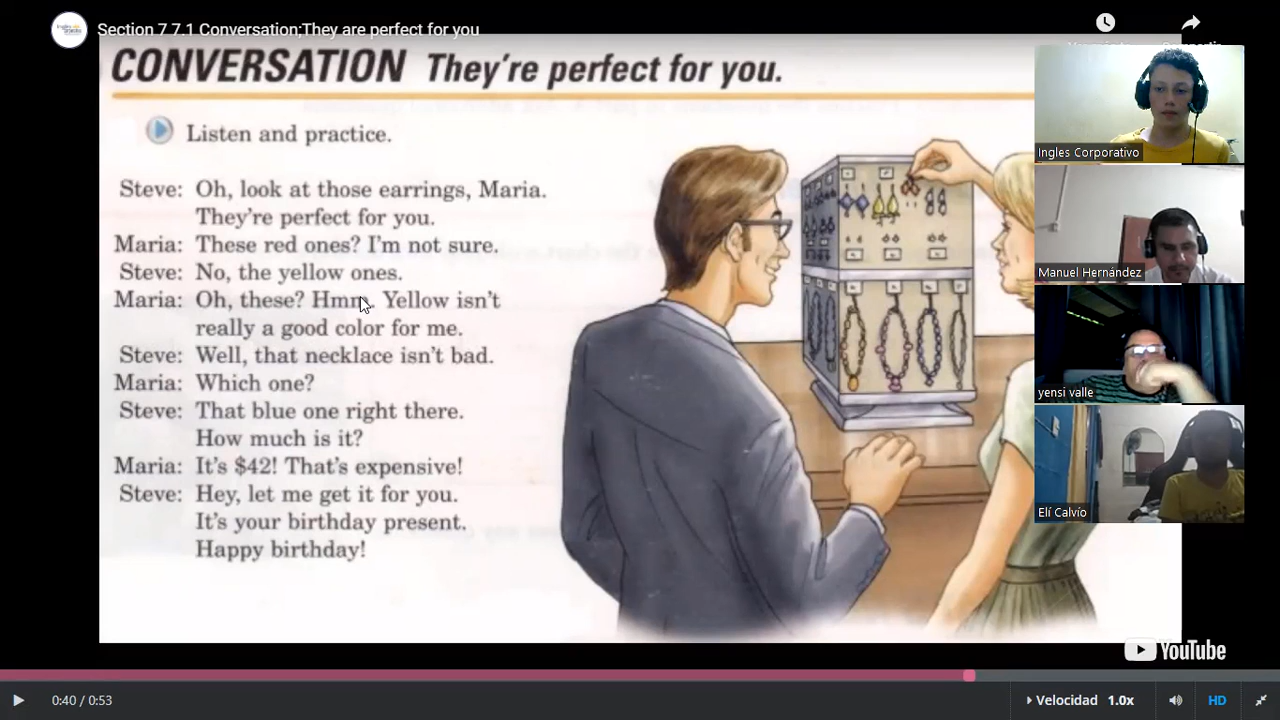 Section 7 7.1 Conversation;They are perfect for you
CONVERSATION They're perfect for you.
Listen and practice.
Steve: Oh, look at those earrings, Maria.
They're perfect for you.
Maria: These red ones? I'm not sure.
Steve: No, the yellow ones.
Maria: Oh, these? Hmm. Yellow isn't
really a good color for me.
Steve: Well, that necklace isn't bad.
Maria: Which one?
Steve: That blue one right there.
How much is it?
Maria: It's $42! That's expensive!
Steve: Hey, let me get it for you.
It's your birthday present.
Happy birthday!
Ingles Corporativo
Manuel Hernández
yensi valle
Elí Calvío
YouTube
0:40 / 0:53
Velocidad 1.0x
HD